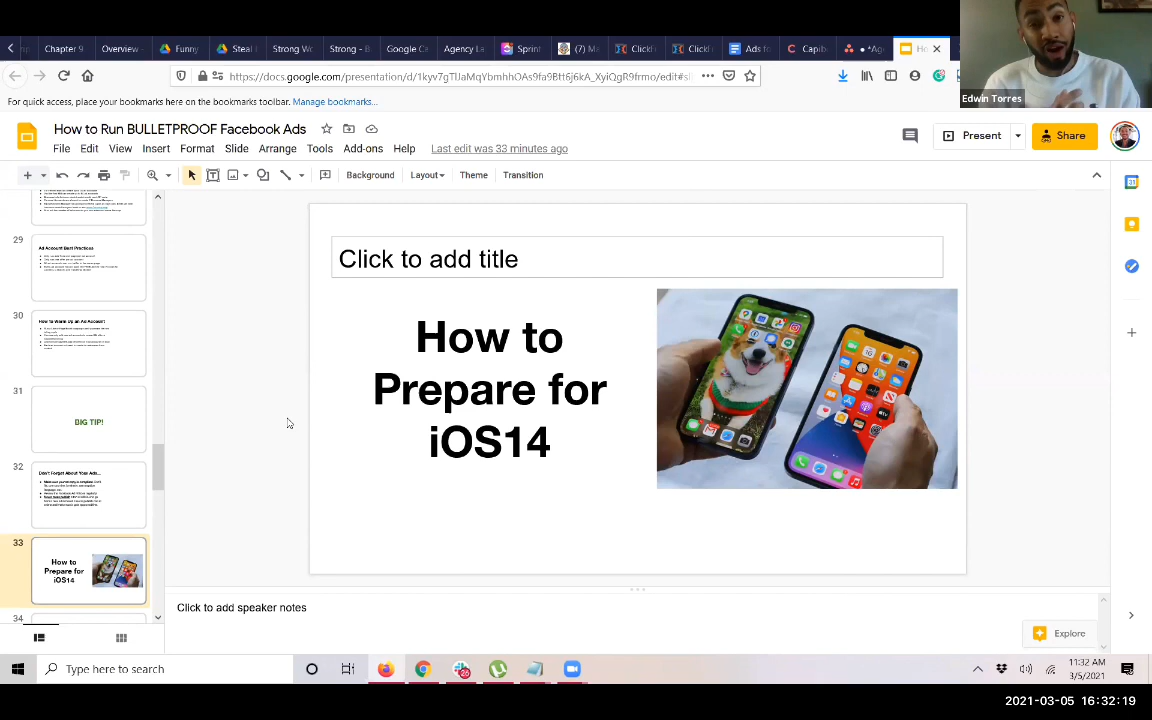 Chapter 9
Overview -
Funny
Steal I
Strong Wo
Strong - B
Google Ca
Agency La
Sprint
(7) M
ClickF
ClickF
Ads fo
Capib
Ho
https://docs.google.com/presentation/d/
Edwin Torres
For quick access, place your bookmarks here on the bookmarks toolbar. Manage bookmarks...
How to Run BULLETPROOF Facebook Ads
Present
Share
File Edit View Insert Format Slide Arrange Tools Add-ons Help Last edit was 33 minutes ago
Background Layout Theme Transition
29
Ad Account Best Practices
30
How to Warm Up an Ad Account
31
BIG TIP!
32
Don't Forget About Your Ads...
33
How to
Prepare for
iOS14
34
Click to add title
How to
Prepare for
iOS14
Click to add speaker notes
Explore
Type here to search
11:32 AM
3/5/2021
2021-03-05 16:32:19